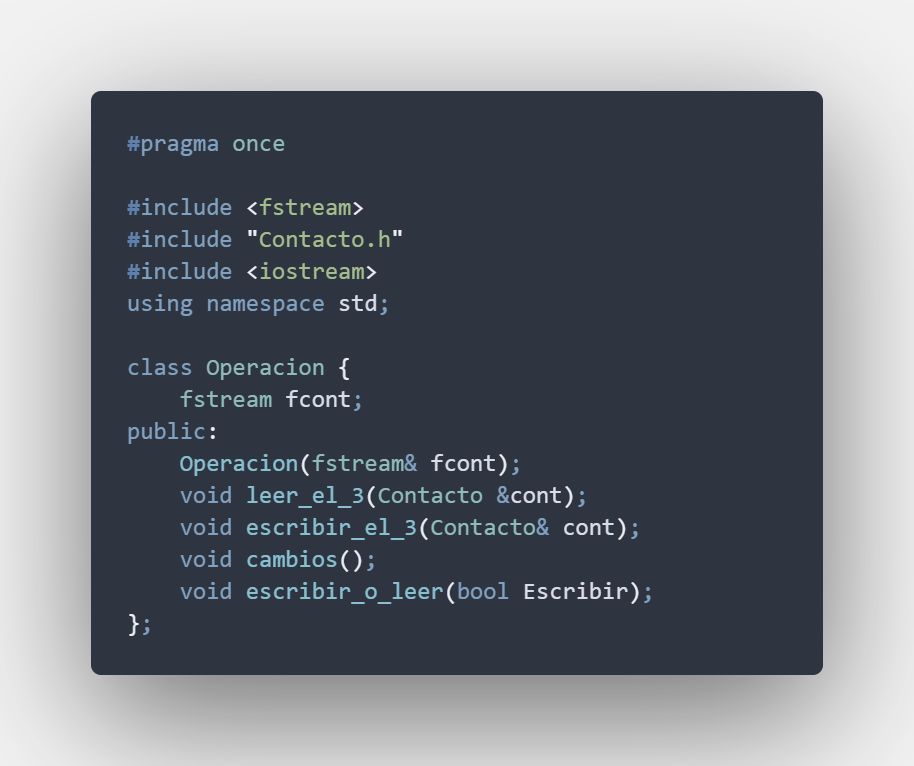 #pragma once
#include <fstream>
#include "Contacto.h"
#include <iostream>
using namespace std;
class Operacion {
fstream fcont;
public:
Operacion(fstream& fcont);
void leer_el_3(Contacto &cont);
void escribir_el_3(Contacto& cont);
void cambios();
void escribir_o_leer(bool Escribir);
};